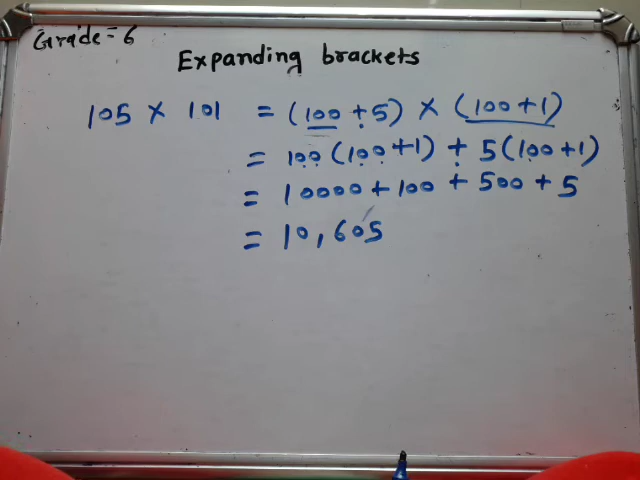 Grade = 6
Expanding brackets
105 × 101 = (100 + 5) × (100 + 1)
= 100 (100 + 1) + 5 (100 + 1)
= 10000 + 100 + 500 + 5
= 10,605